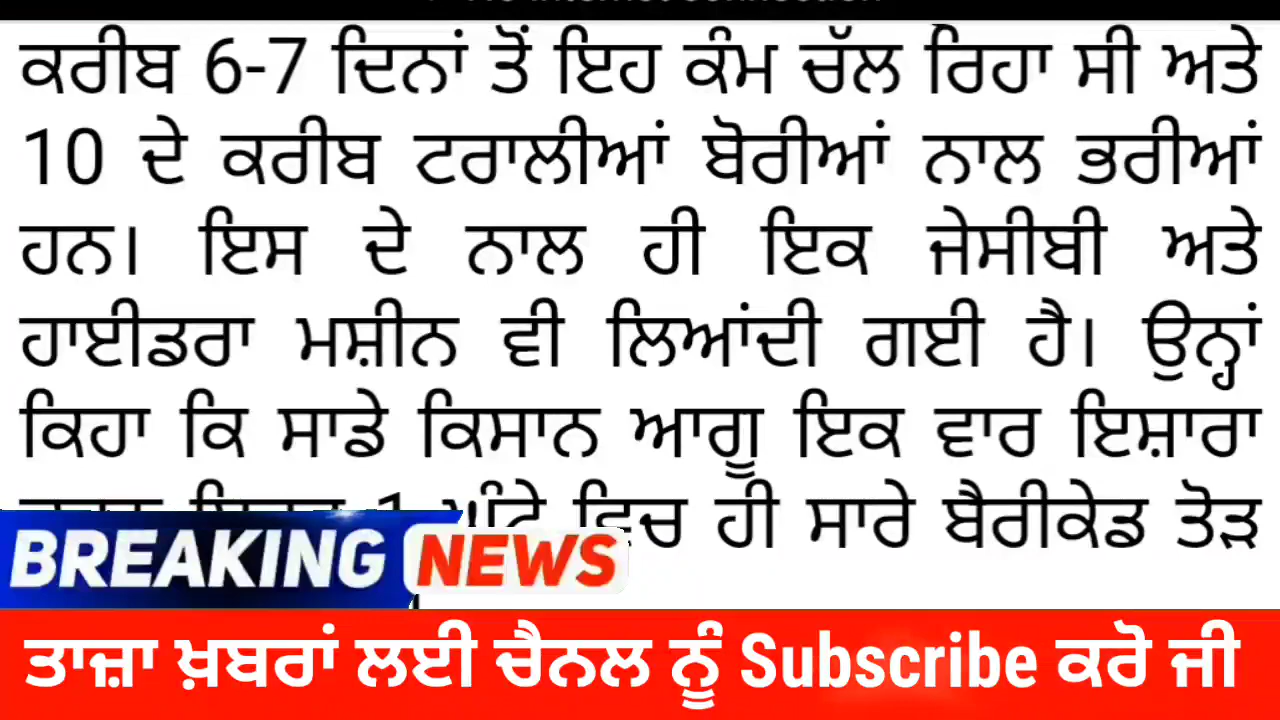 ਕਰੀਬ 6-7 ਦਿਨਾਂ ਤੋਂ ਇਹ ਕੰਮ ਚੱਲ ਰਿਹਾ ਸੀ ਅਤੇ
10 ਦੇ ਕਰੀਬ ਟਰਾਲੀਆਂ ਬੋਰੀਆਂ ਨਾਲ ਭਰੀਆਂ
ਹਨ। ਇਸ ਦੇ ਨਾਲ ਹੀ ਇਕ ਜੇਸੀਬੀ ਅਤੇ
ਹਾਈਡਰਾ ਮਸ਼ੀਨ ਵੀ ਲਿਆਂਦੀ ਗਈ ਹੈ। ਉਨ੍ਹਾਂ
ਕਿਹਾ ਕਿ ਸਾਡੇ ਕਿਸਾਨ ਆਗੂ ਇਕ ਵਾਰ ਇਸ਼ਾਰਾ
ਵਿਚ ਹੀ ਸਾਰੇ ਬੈਰੀਕੇਡ ਤੋੜ
BREAKING NEWS
ਤਾਜ਼ਾ ਖ਼ਬਰਾਂ ਲਈ ਚੈਨਲ ਨੂੰ Subscribe ਕਰੋ ਜੀ